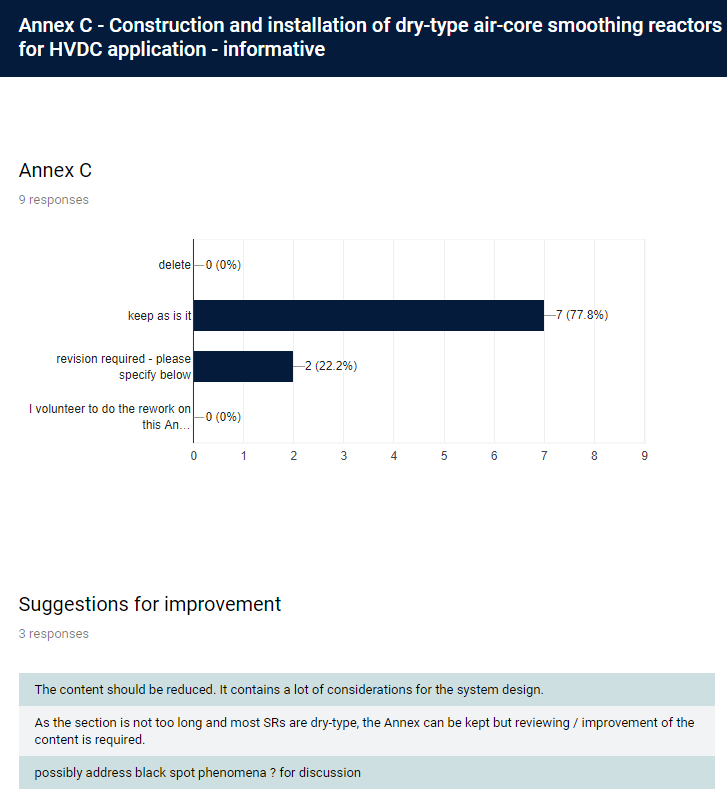 Annex C - Construction and installation of dry-type air-core smoothing reactors
for HVDC application - informative
Annex C
9 responses
delete
0 (0%)
keep as is it
7 (77.8%)
revision required - please
specify below
2 (22.2%)
I volunteer to do the rework on
this An...
0 (0%)
0 1 2 3 4 5 6 7 8 9
Suggestions for improvement
3 responses
The content should be reduced. It contains a lot of considerations for the system design.
As the section is not too long and most SRs are dry-type, the Annex can be kept but reviewing / improvement of the
content is required.
possibly address black spot phenomena ? for discussion